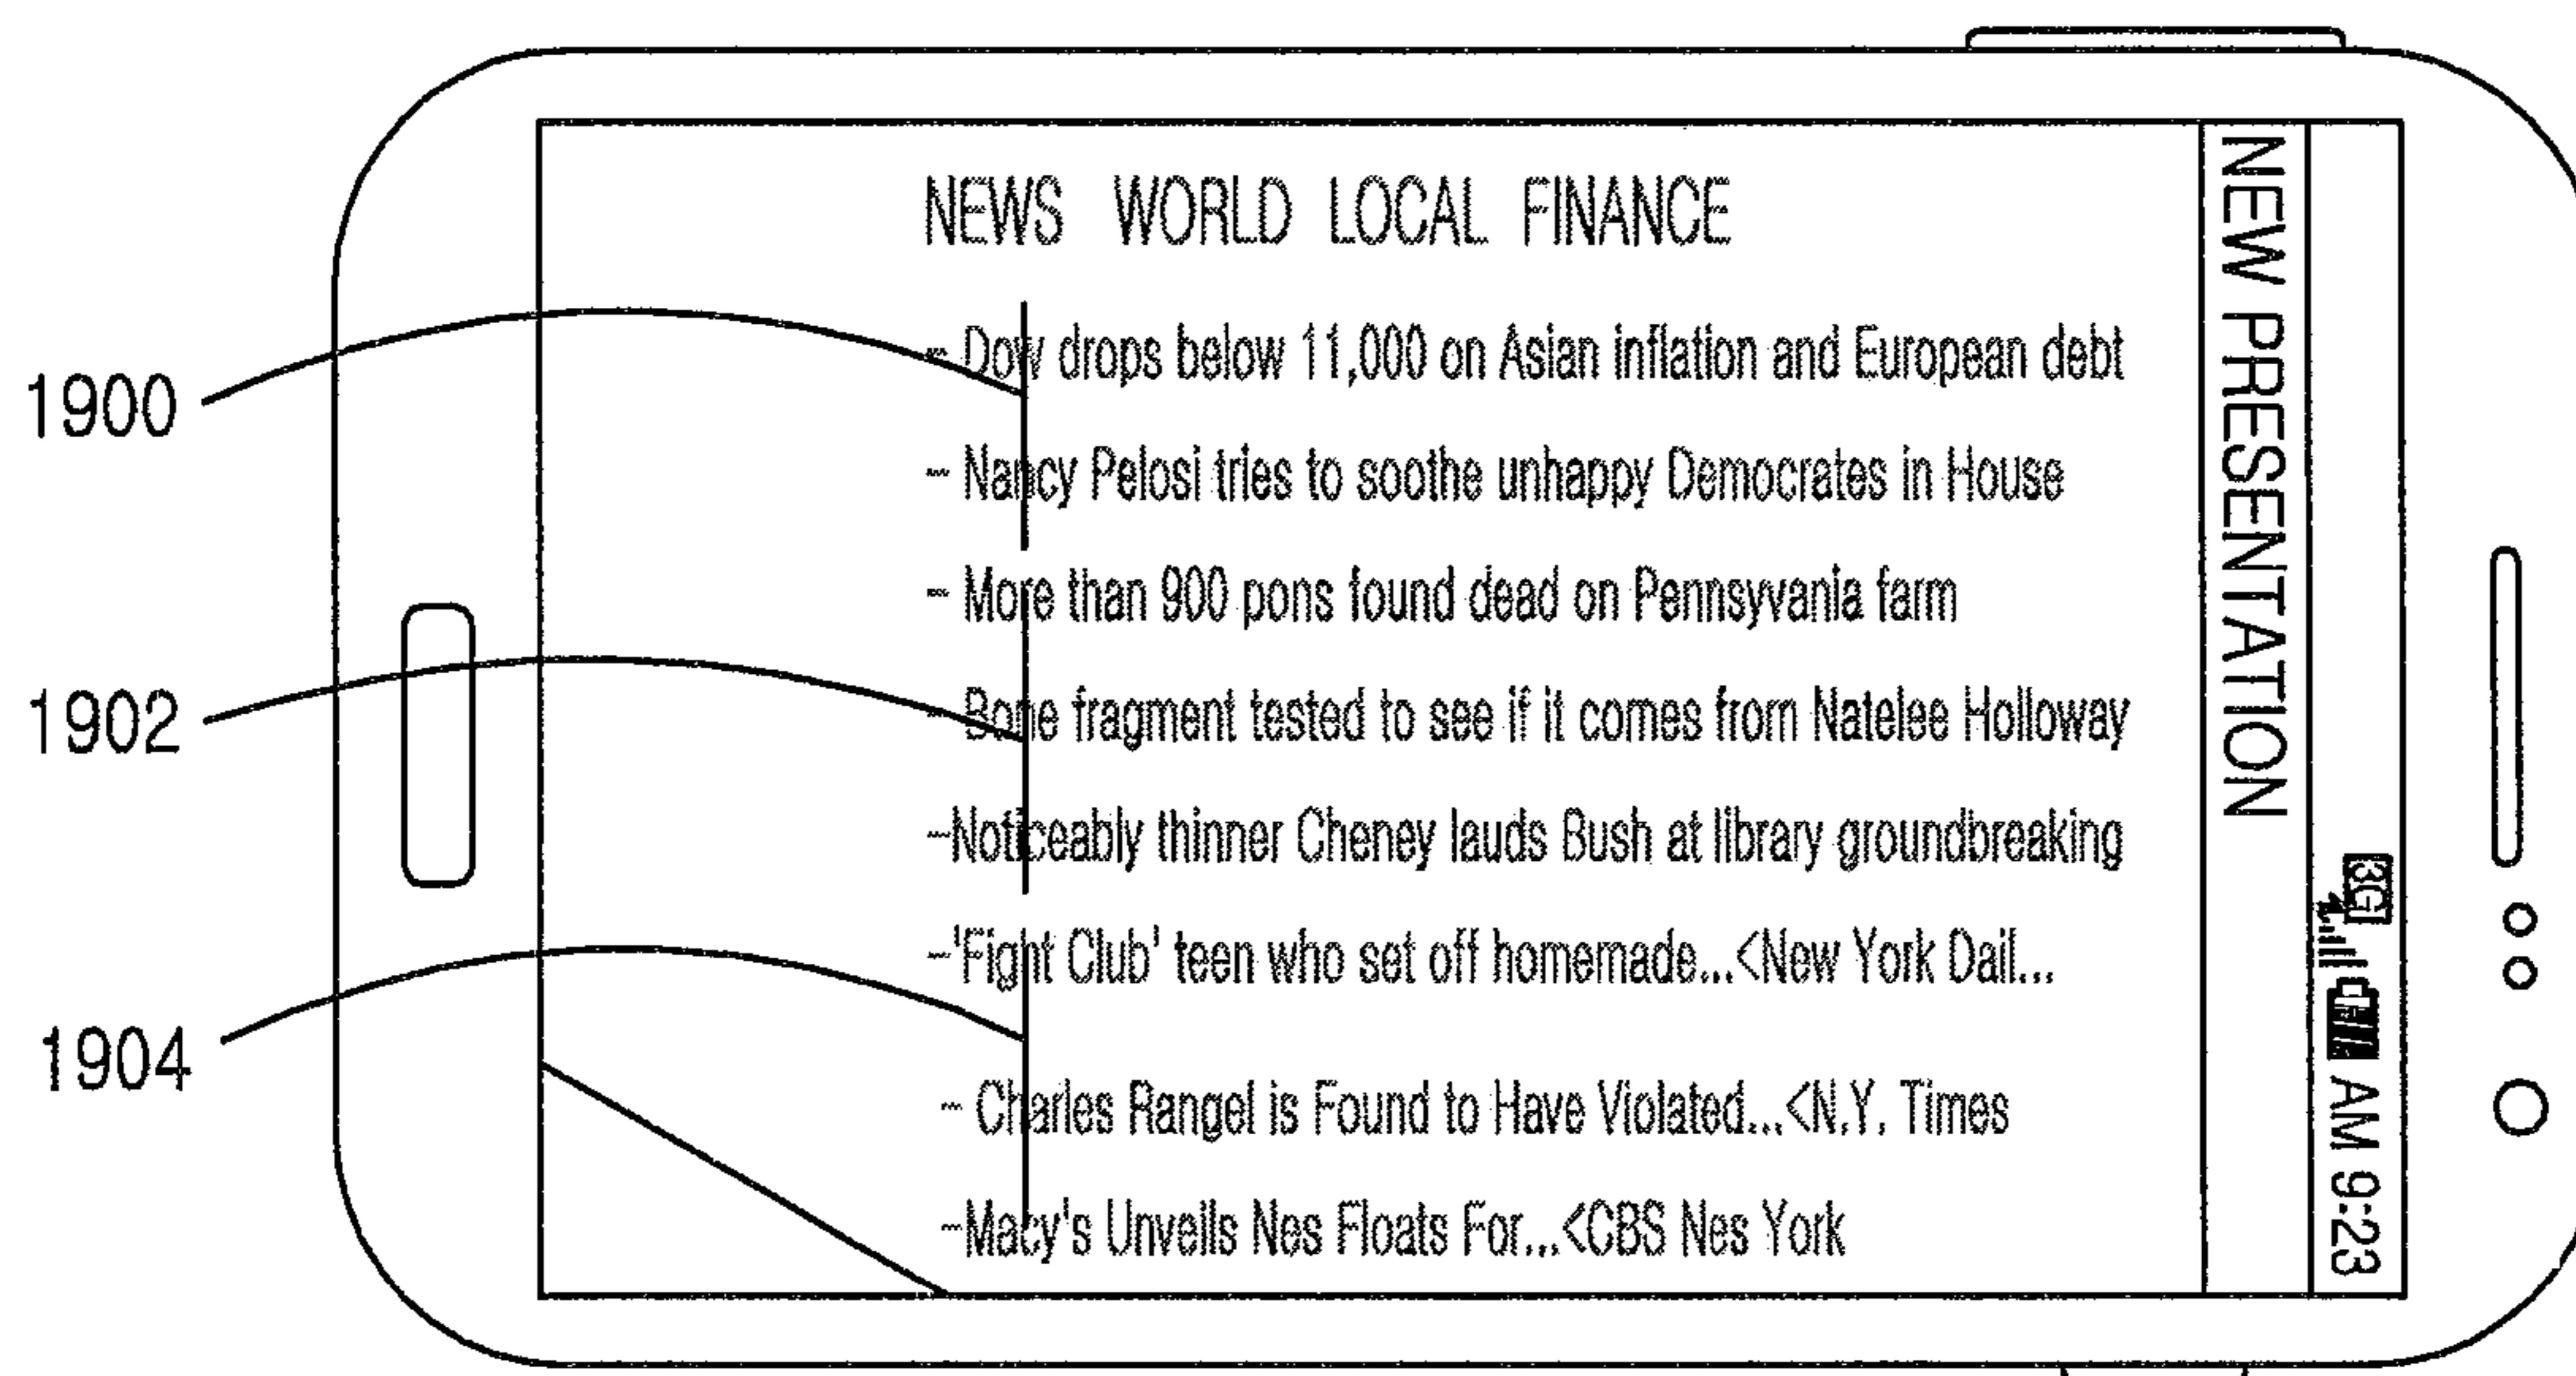 NEWS WORLD LOCAL FINANCE
- Dow drops below 11,000 on Asian inflation and European debt
- Nancy Pelosi tries to soothe unhappy Democrates in House
- More than 900 pons found dead on Pennsyvania farm
- Bone fragment tested to see if it comes from Natelee Holloway
-Noticeably thinner Cheney lauds Bush at library groundbreaking
-'Fight Club' teen who set off homemade...<New York Dail...
- Charles Rangel is Found to Have Violated...<N.Y. Times
-Macy's Unveils Nes Floats For...<CBS Nes York
NEW PRESENTATION
3G AM 9:23
1900
1902
1904